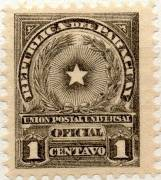 REPUBLICA DEL PARAGUAY
UNION POSTAL UNIVERSAL
OFICIAL
1 CENTAVO 1